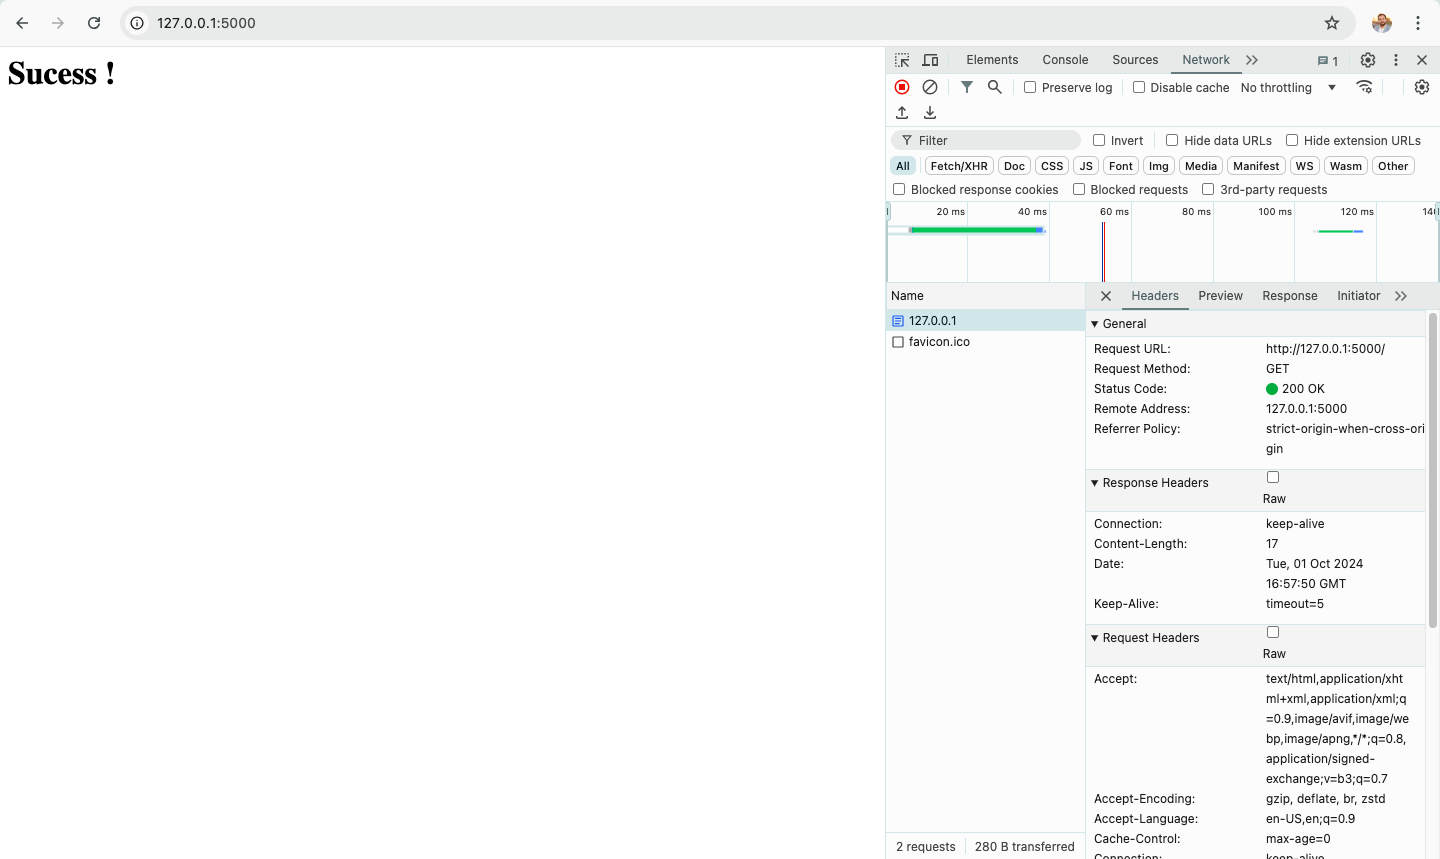 127.0.0.1:5000
Sucess !
Elements Console Sources Network 1
Preserve log Disable cache No throttling
Filter Invert Hide data URLs Hide extension URLs
All Fetch/XHR Doc CSS JS Font Img Media Manifest WS Wasm Other
Blocked response cookies Blocked requests 3rd-party requests
20 ms 40 ms 60 ms 80 ms 100 ms 120 ms
Name
127.0.0.1
favicon.ico
2 requests 280 B transferred
Headers Preview Response Initiator
General
Request URL: http://127.0.0.1:5000/
Request Method: GET
Status Code: 200 OK
Remote Address: 127.0.0.1:5000
Referrer Policy: strict-origin-when-cross-ori
gin
Response Headers
Raw
Connection: keep-alive
Content-Length: 17
Date: Tue, 01 Oct 2024
16:57:50 GMT
Keep-Alive: timeout=5
Request Headers
Raw
Accept: text/html,application/xht
ml+xml,application/xml;q
=0.9,image/avif,image/we
bp,image/apng,*/*;q=0.8,
application/signed-
exchange;v=b3;q=0.7
Accept-Encoding: gzip, deflate, br, zstd
Accept-Language: en-US,en;q=0.9
Cache-Control: max-age=0
Connection: keep-alive